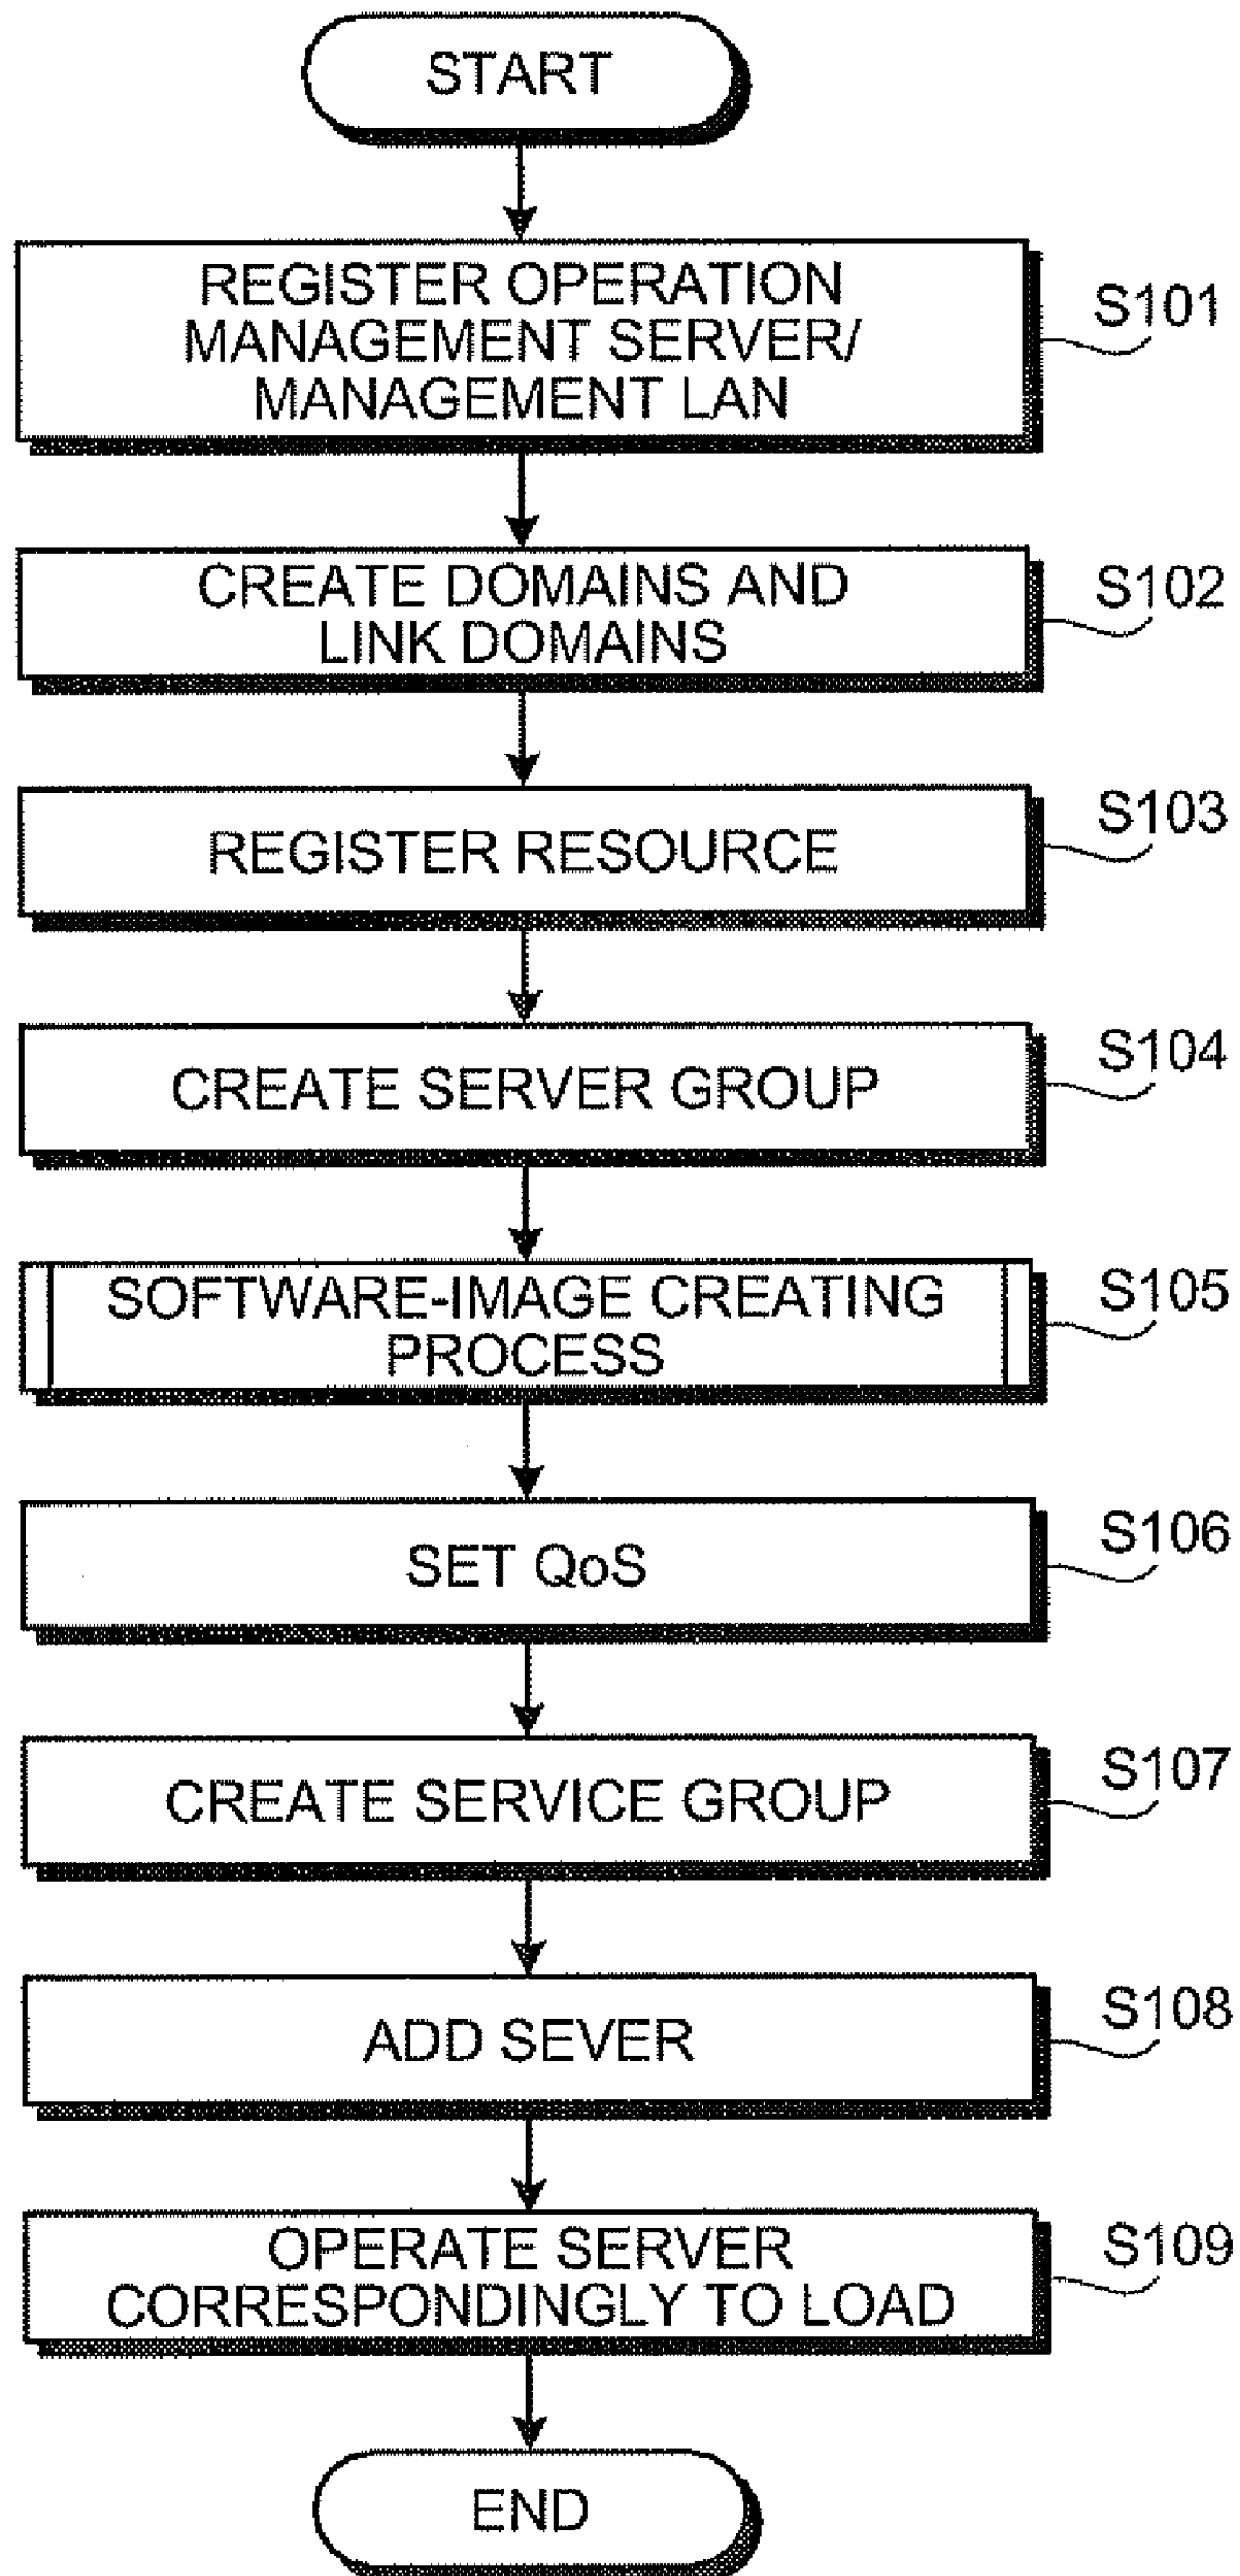 START
REGISTER OPERATION
MANAGEMENT SERVER/
MANAGEMENT LAN
S101
CREATE DOMAINS AND
LINK DOMAINS
S102
REGISTER RESOURCE
S103
CREATE SERVER GROUP
S104
SOFTWARE-IMAGE CREATING
PROCESS
S105
SET QoS
S106
CREATE SERVICE GROUP
S107
ADD SEVER
S108
OPERATE SERVER
CORRESPONDINGLY TO LOAD
S109
END